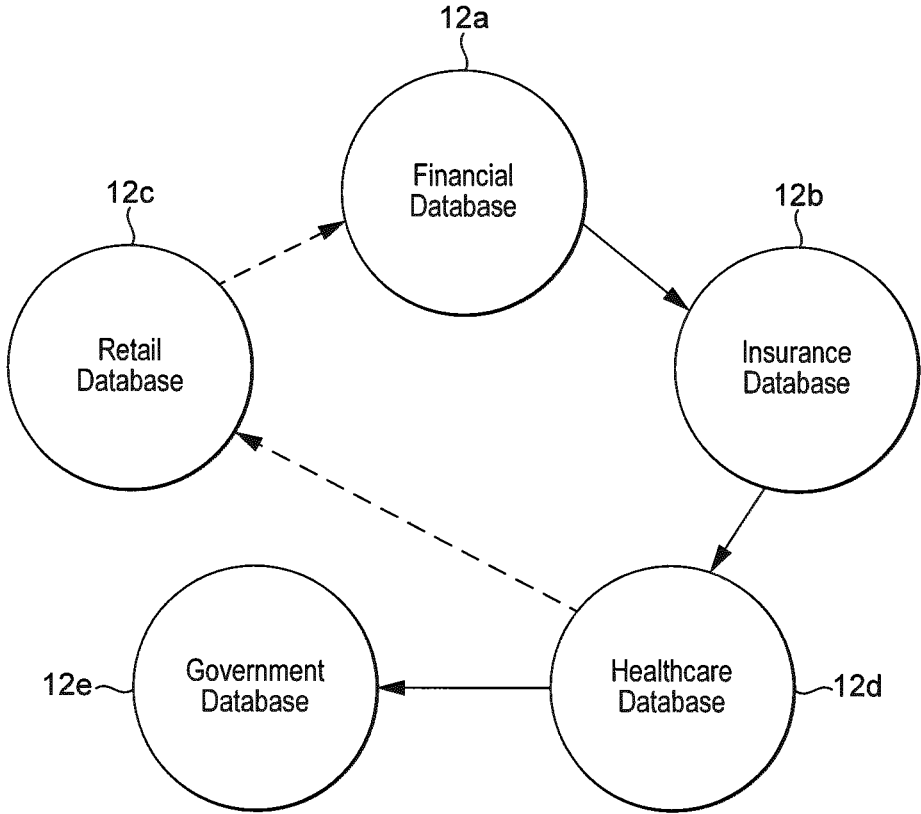 12a
Financial
Database
12c
12b
Retail
Database
Insurance
Database
Government
Database
Healthcare
Database
12e
12d